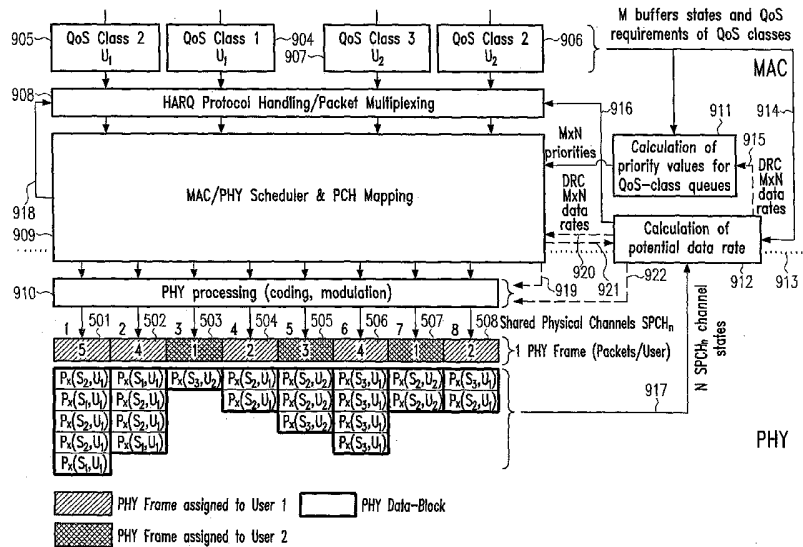 905
QoS Class 2
U1
QoS Class 1
U1
904
907
QoS Class 3
U2
QoS Class 2
U2
906
M buffers states and QoS
requirements of QoS classes
MAC
908
HARQ Protocol Handling/Packet Multiplexing
916
911
914
915
MxN
priorities
Calculation of
priority values for
QoS-class queues
DRC
MxN
data
rates
MAC/PHY Scheduler & PCH Mapping
918
909
DRC
MxN
data
rates
Calculation of
potential data rate
920
921
919
922
912
913
910
PHY processing (coding, modulation)
1 501 2 502 3 503 4 504 5 505 6 506 7 507 8 508
Shared Physical Channels SPCHn
5 4 1 2 3 4 1 2
1 PHY Frame (Packets/User)
N SPCHn channel
states
Px(S2,U1) Px(S1,U1) Px(S3,U2) Px(S2,U1) Px(S2,U2) Px(S3,U1) Px(S2,U2) Px(S3,U1)
Px(S1,U1) Px(S2,U1) Px(S2,U1) Px(S2,U2) Px(S3,U1) Px(S2,U2) Px(S2,U1)
Px(S2,U1) Px(S1,U1) Px(S3,U2) Px(S3,U1)
Px(S2,U1) Px(S1,U1) Px(S3,U1)
Px(S1,U1)
917
PHY
PHY Frame assigned to User 1
PHY Data-Block
PHY Frame assigned to User 2